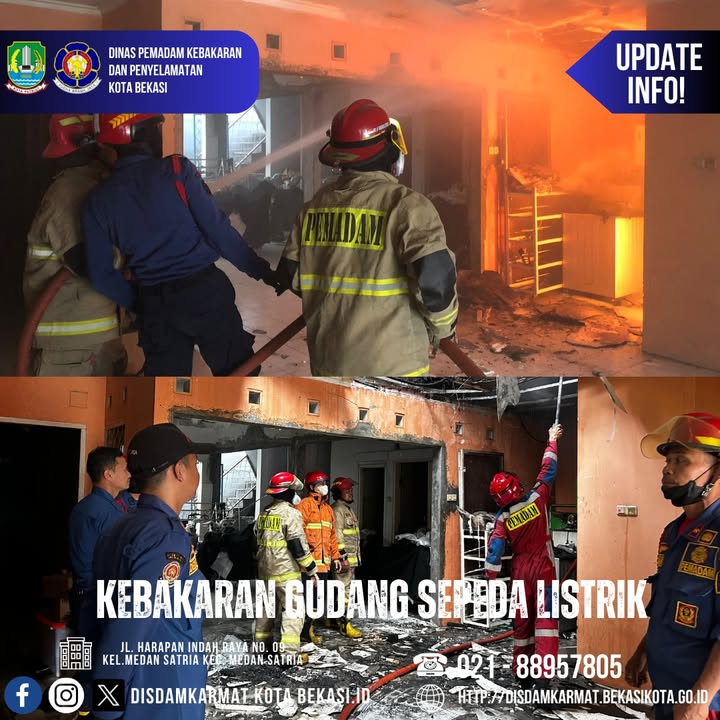 DINAS PEMADAM KEBAKARAN
DAN PENYELAMATAN
KOTA BEKASI
UPDATE
INFO!
PEMADAM
PEMADAM
PEMADAM
PEMADAM
KEBAKARAN GUDANG SEPEDA LISTRIK
JL. HARAPAN INDAH RAYA NO. 09
KEL.MEDAN SATRIA KEC. MEDAN SATRIA
021 - 88957805
DISDAMKARMAT KOTA BEKASI.ID
HTTP://DISDAMKARMAT.BEKASIKOTA.GO.ID